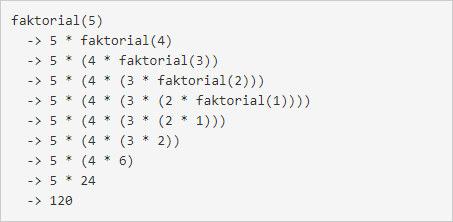 faktorial(5)
  -> 5 * faktorial(4)
  -> 5 * (4 * faktorial(3))
  -> 5 * (4 * (3 * faktorial(2)))
  -> 5 * (4 * (3 * (2 * faktorial(1))))
  -> 5 * (4 * (3 * (2 * 1)))
  -> 5 * (4 * (3 * 2))
  -> 5 * (4 * 6)
  -> 5 * 24
  -> 120